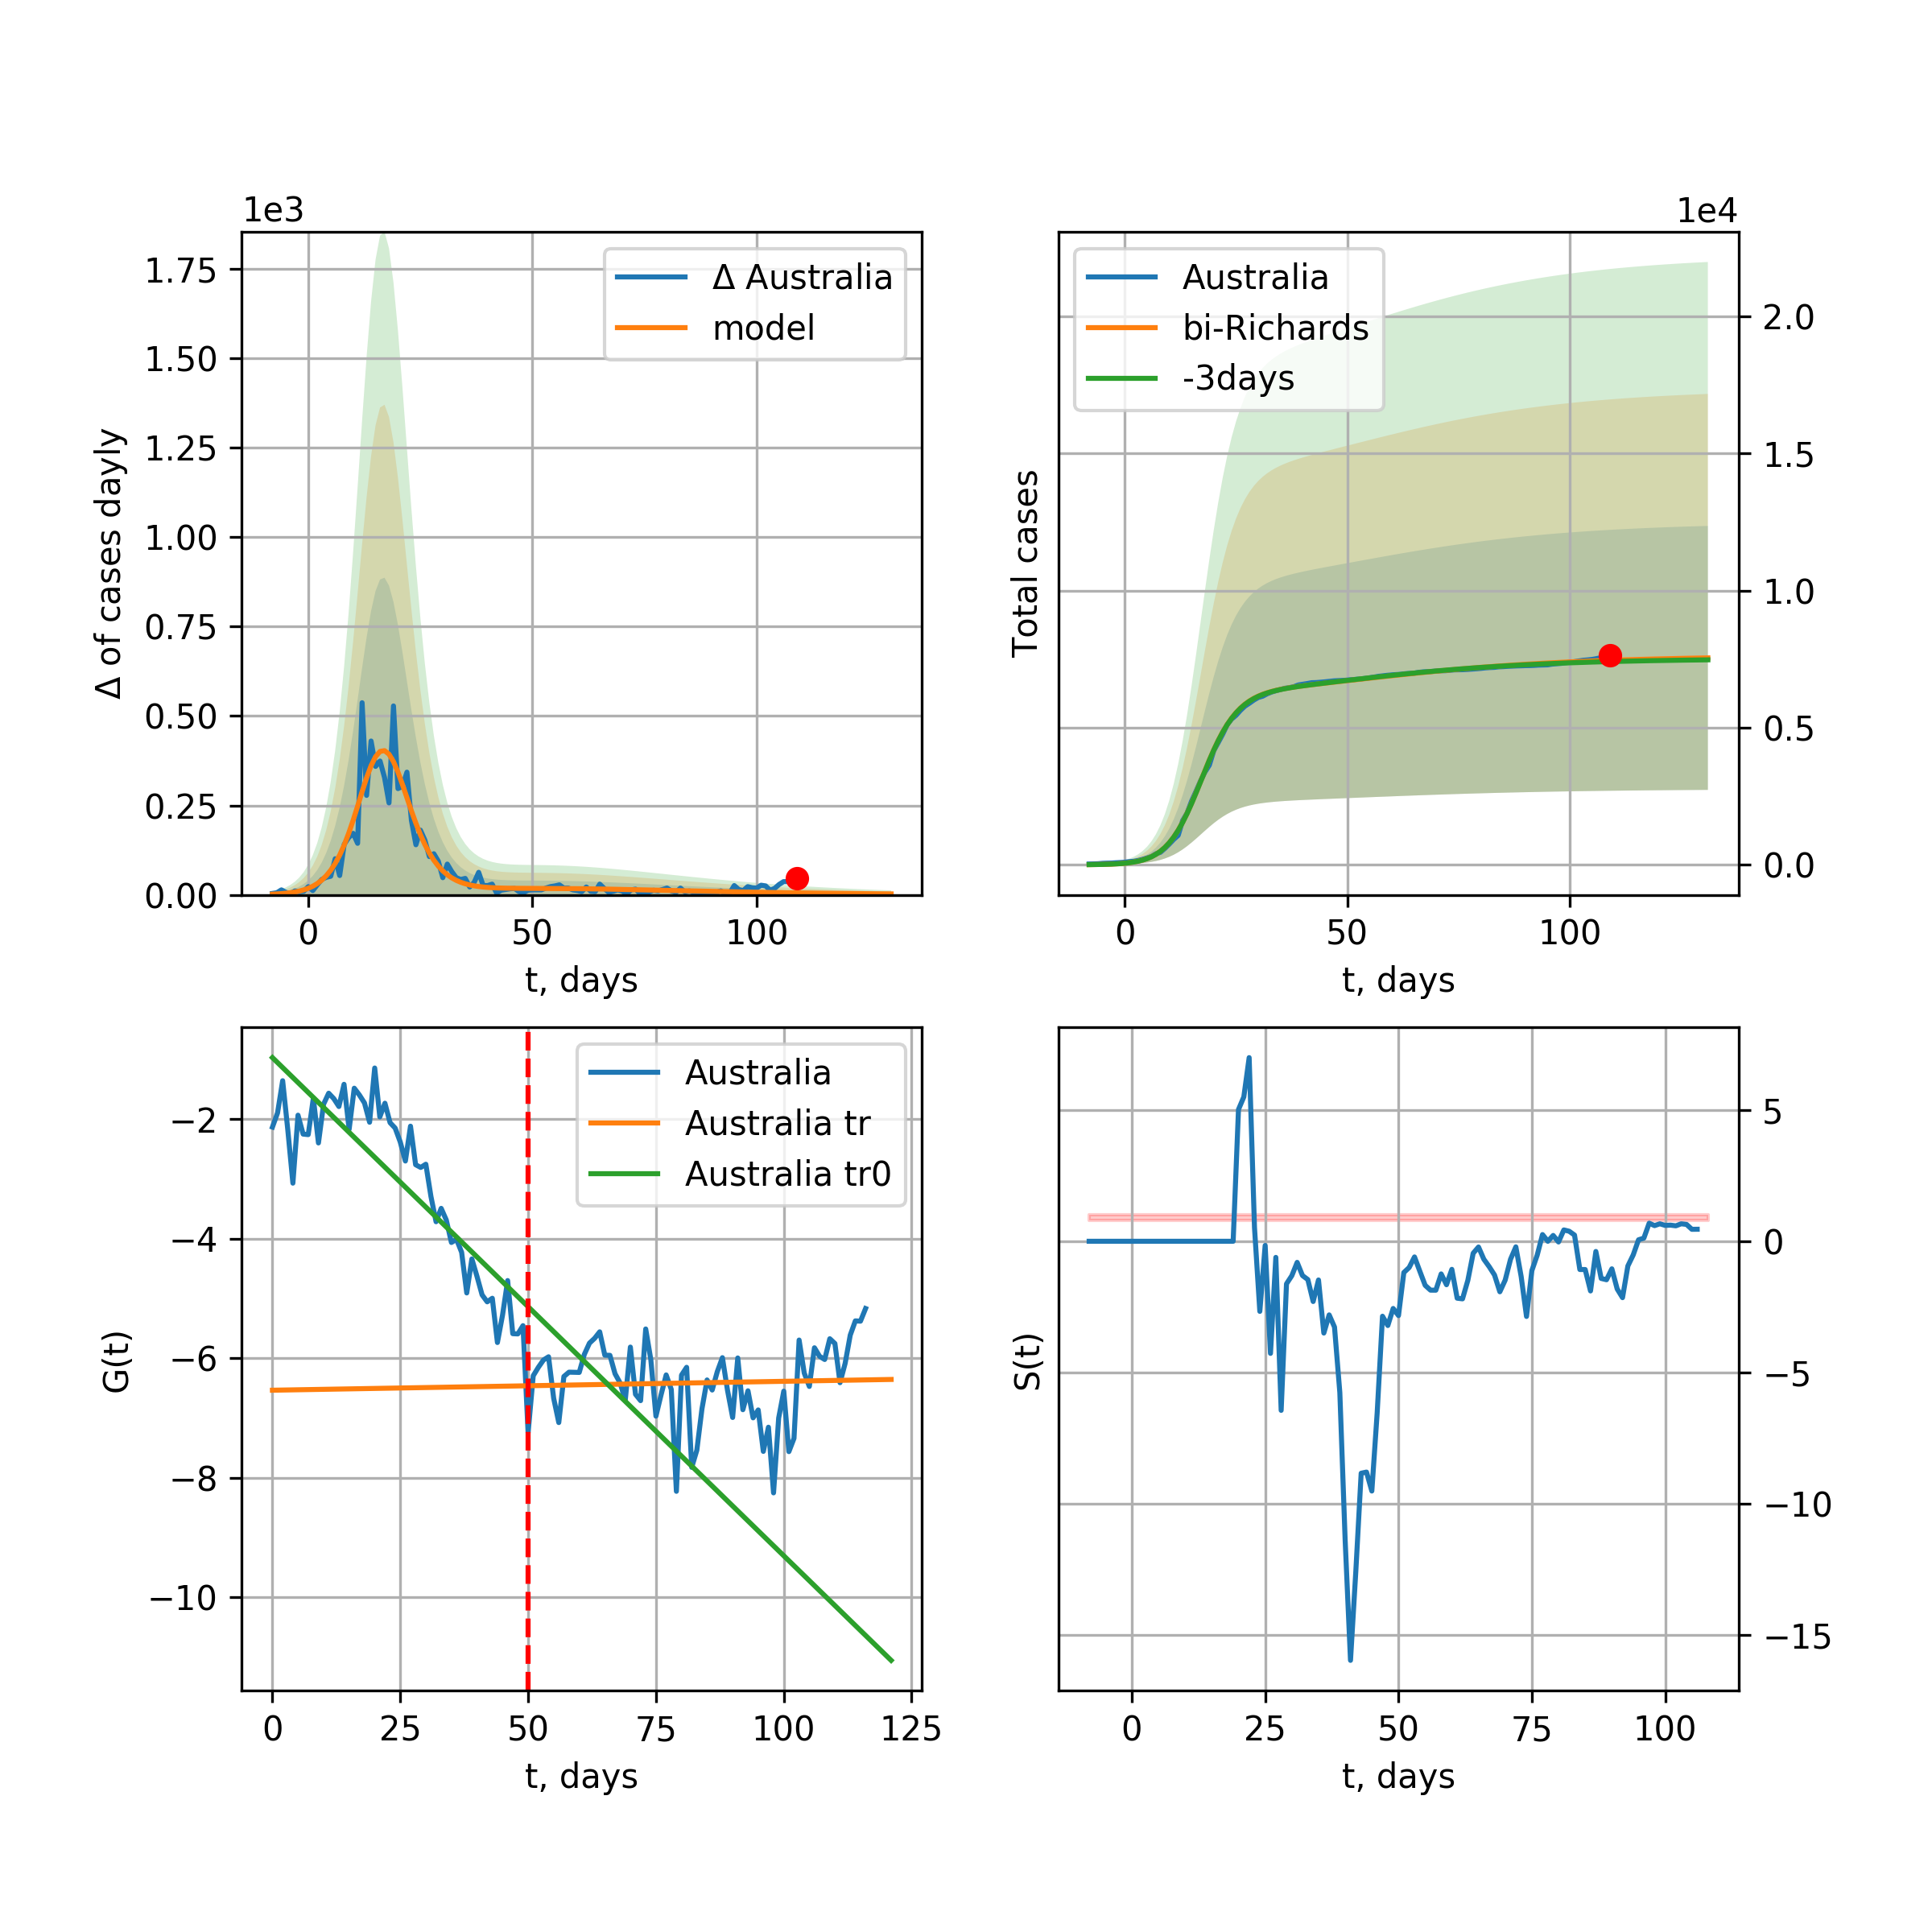 1e3
Δ of cases dayly
1.75
1.50
1.25
1.00
0.75
0.50
0.25
0.00
Δ Australia
model
0 50 100
t, days
1e4
Total cases
Australia
bi-Richards
-3days
2.0
1.5
1.0
0.5
0.0
0 50 100
t, days
G(t)
−2
−4
−6
−8
−10
Australia
Australia tr
Australia tr0
0 25 50 75 100 125
t, days
S(t)
5
0
−5
−10
−15
0 25 50 75 100
t, days